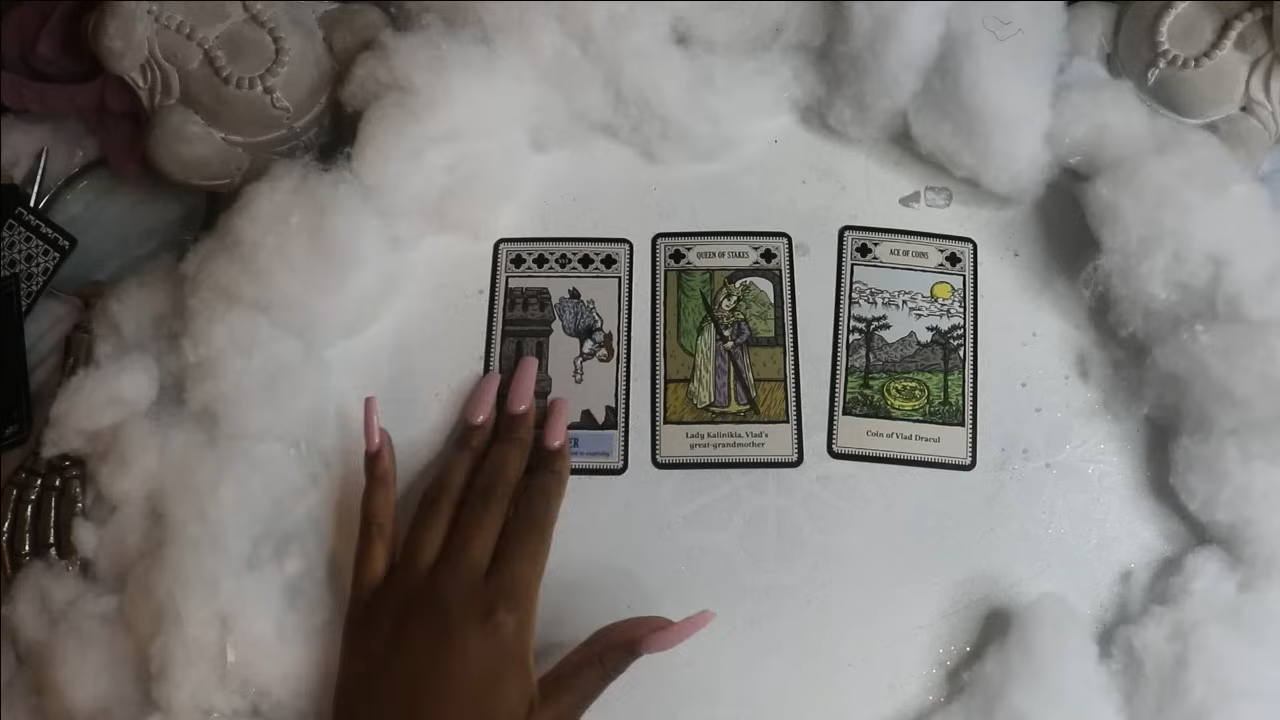 QUEEN OF STAKES
Lady Kalinikia, Vlad's
great-grandmother
ACE OF COINS
Coin of Vlad Dracul